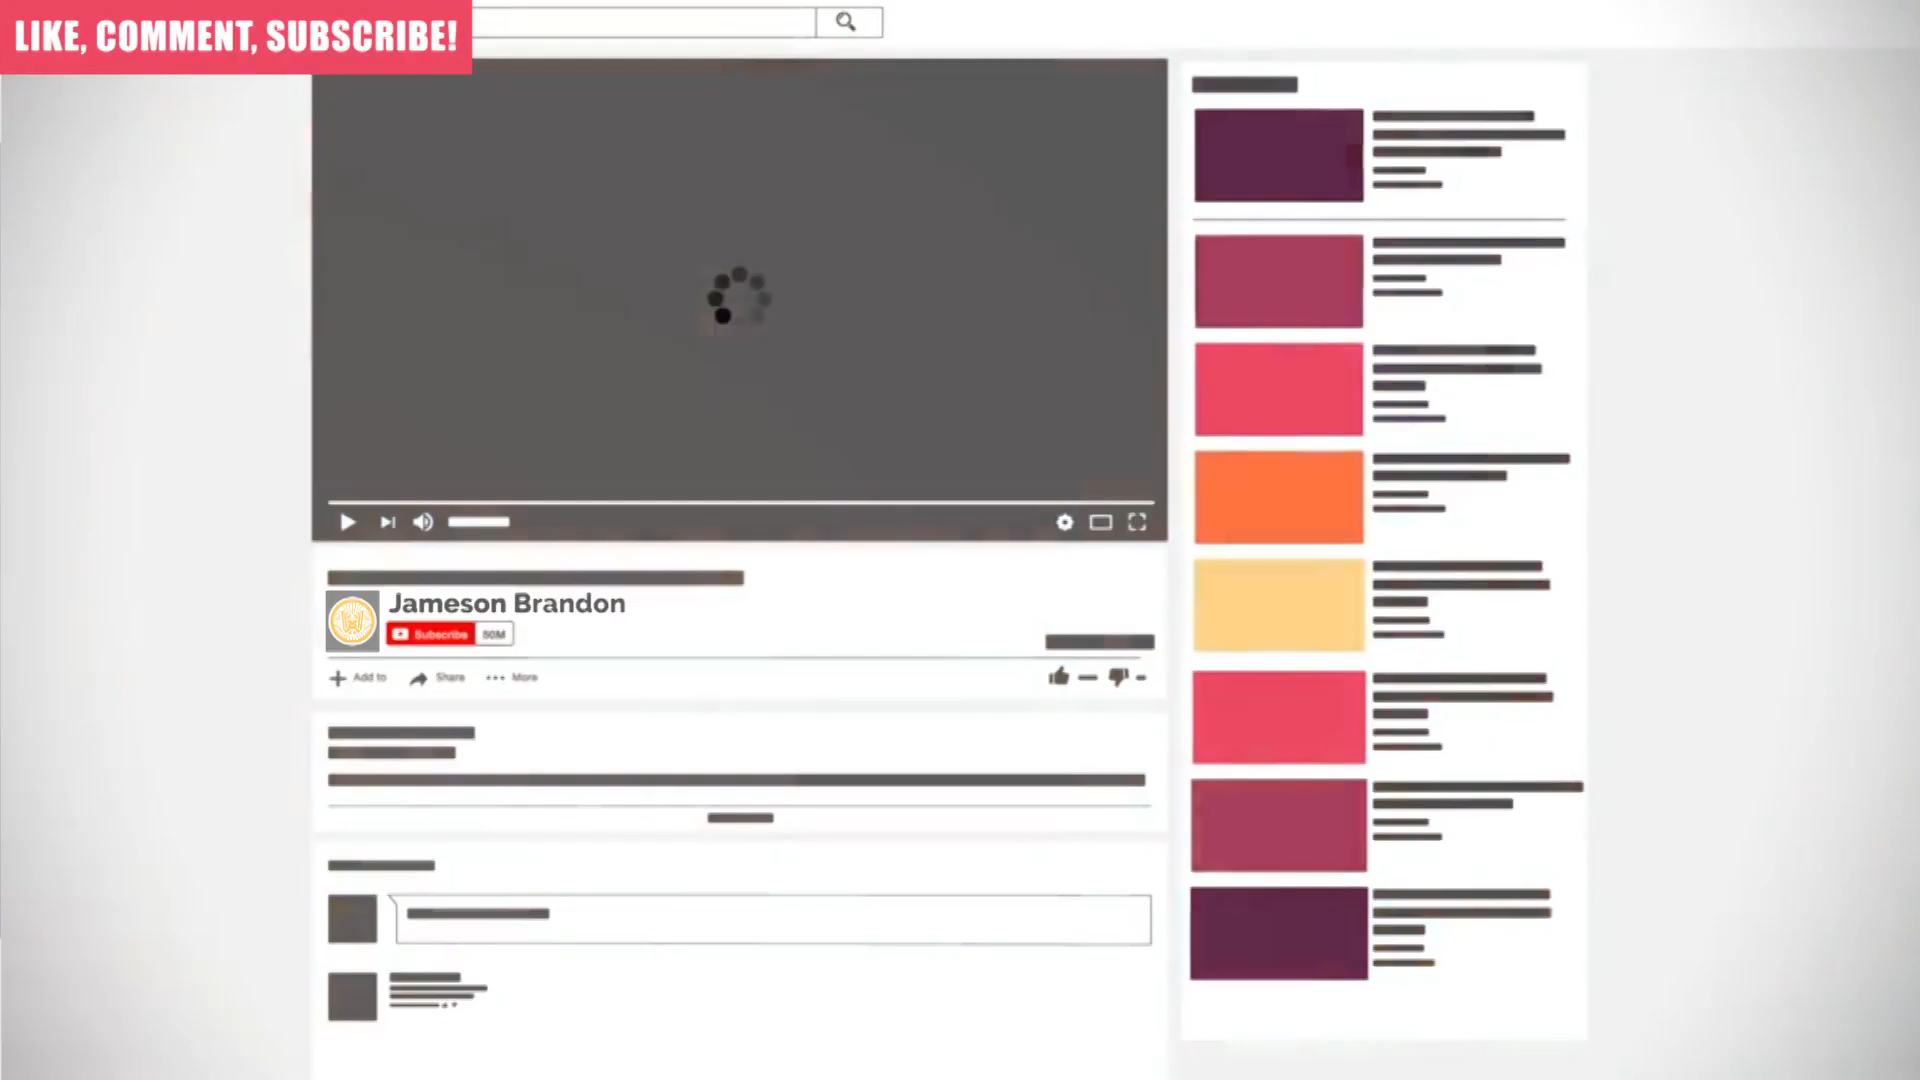 LIKE, COMMENT, SUBSCRIBE!
Jameson Brandon
Subscribe 50M
Add to Share More